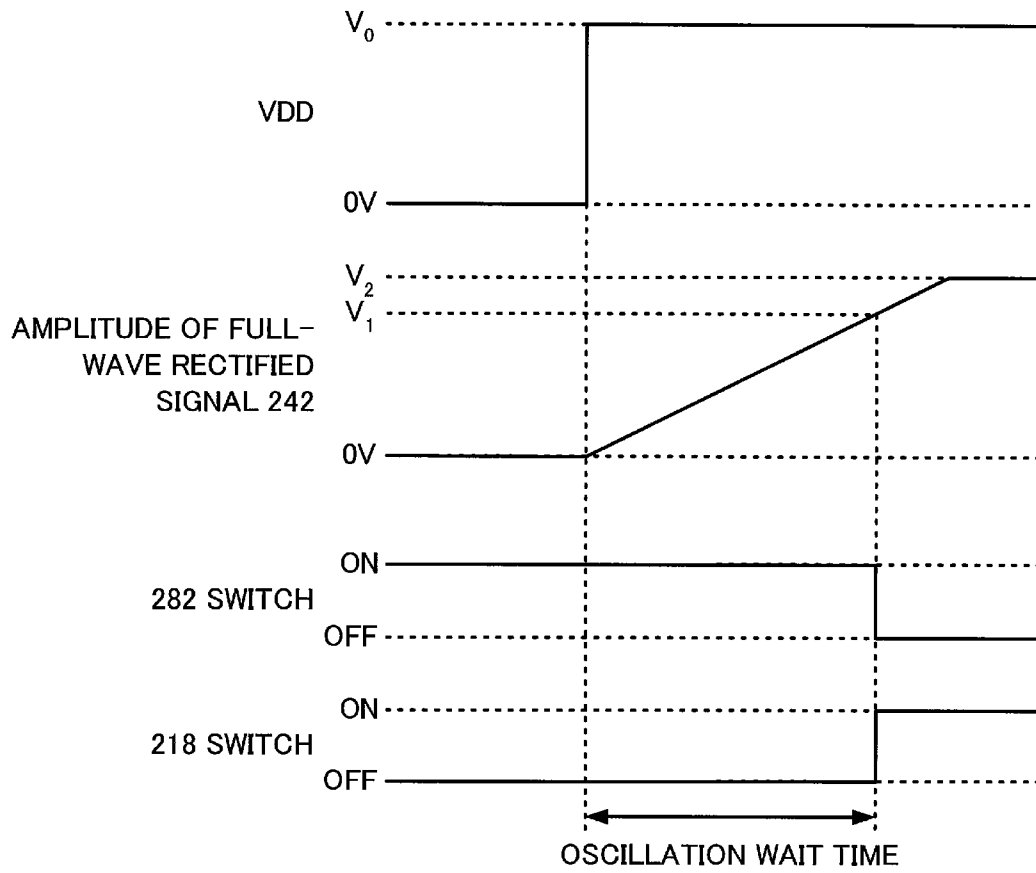 V0
VDD
0V
V2
V1
AMPLITUDE OF FULL-
WAVE RECTIFIED
SIGNAL 242
0V
ON
282 SWITCH
OFF
ON
218 SWITCH
OFF
OSCILLATION WAIT TIME